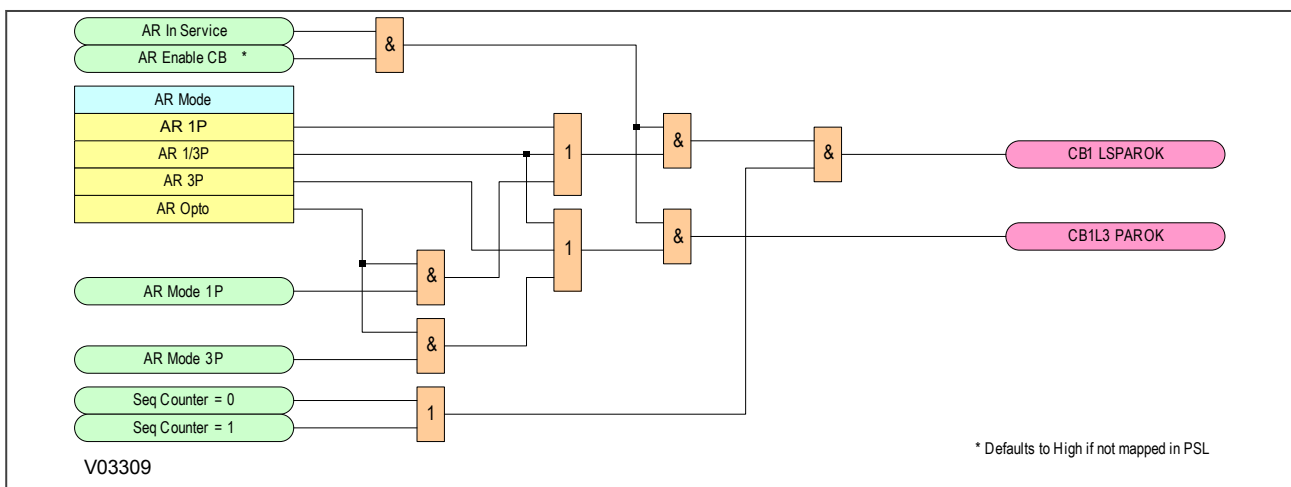 AR In Service
AR Enable CB *
&
AR Mode
AR 1P
AR 1/3P
AR 3P
AR Opto
1
&
&
CB1 LSPAROK
1
&
CB1L3 PAROK
&
AR Mode 1P
&
AR Mode 3P
Seq Counter = 0
Seq Counter = 1
1
* Defaults to High if not mapped in PSL
V03309